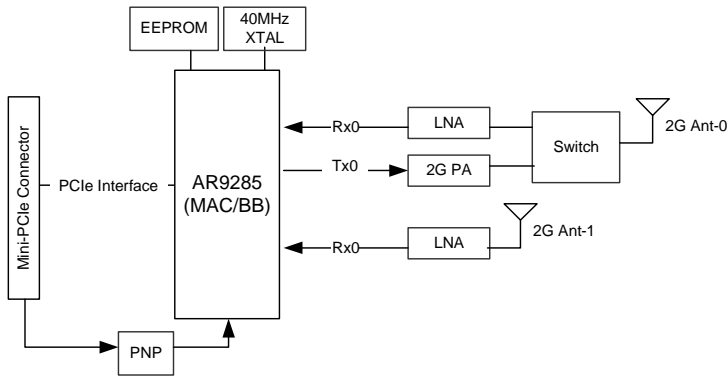 EEPROM
40MHz
XTAL
Mini-PCIe Connector
PCIe Interface
AR9285
(MAC/BB)
Rx0
LNA
Tx0
2G PA
Switch
2G Ant-0
Rx0
LNA
2G Ant-1
PNP